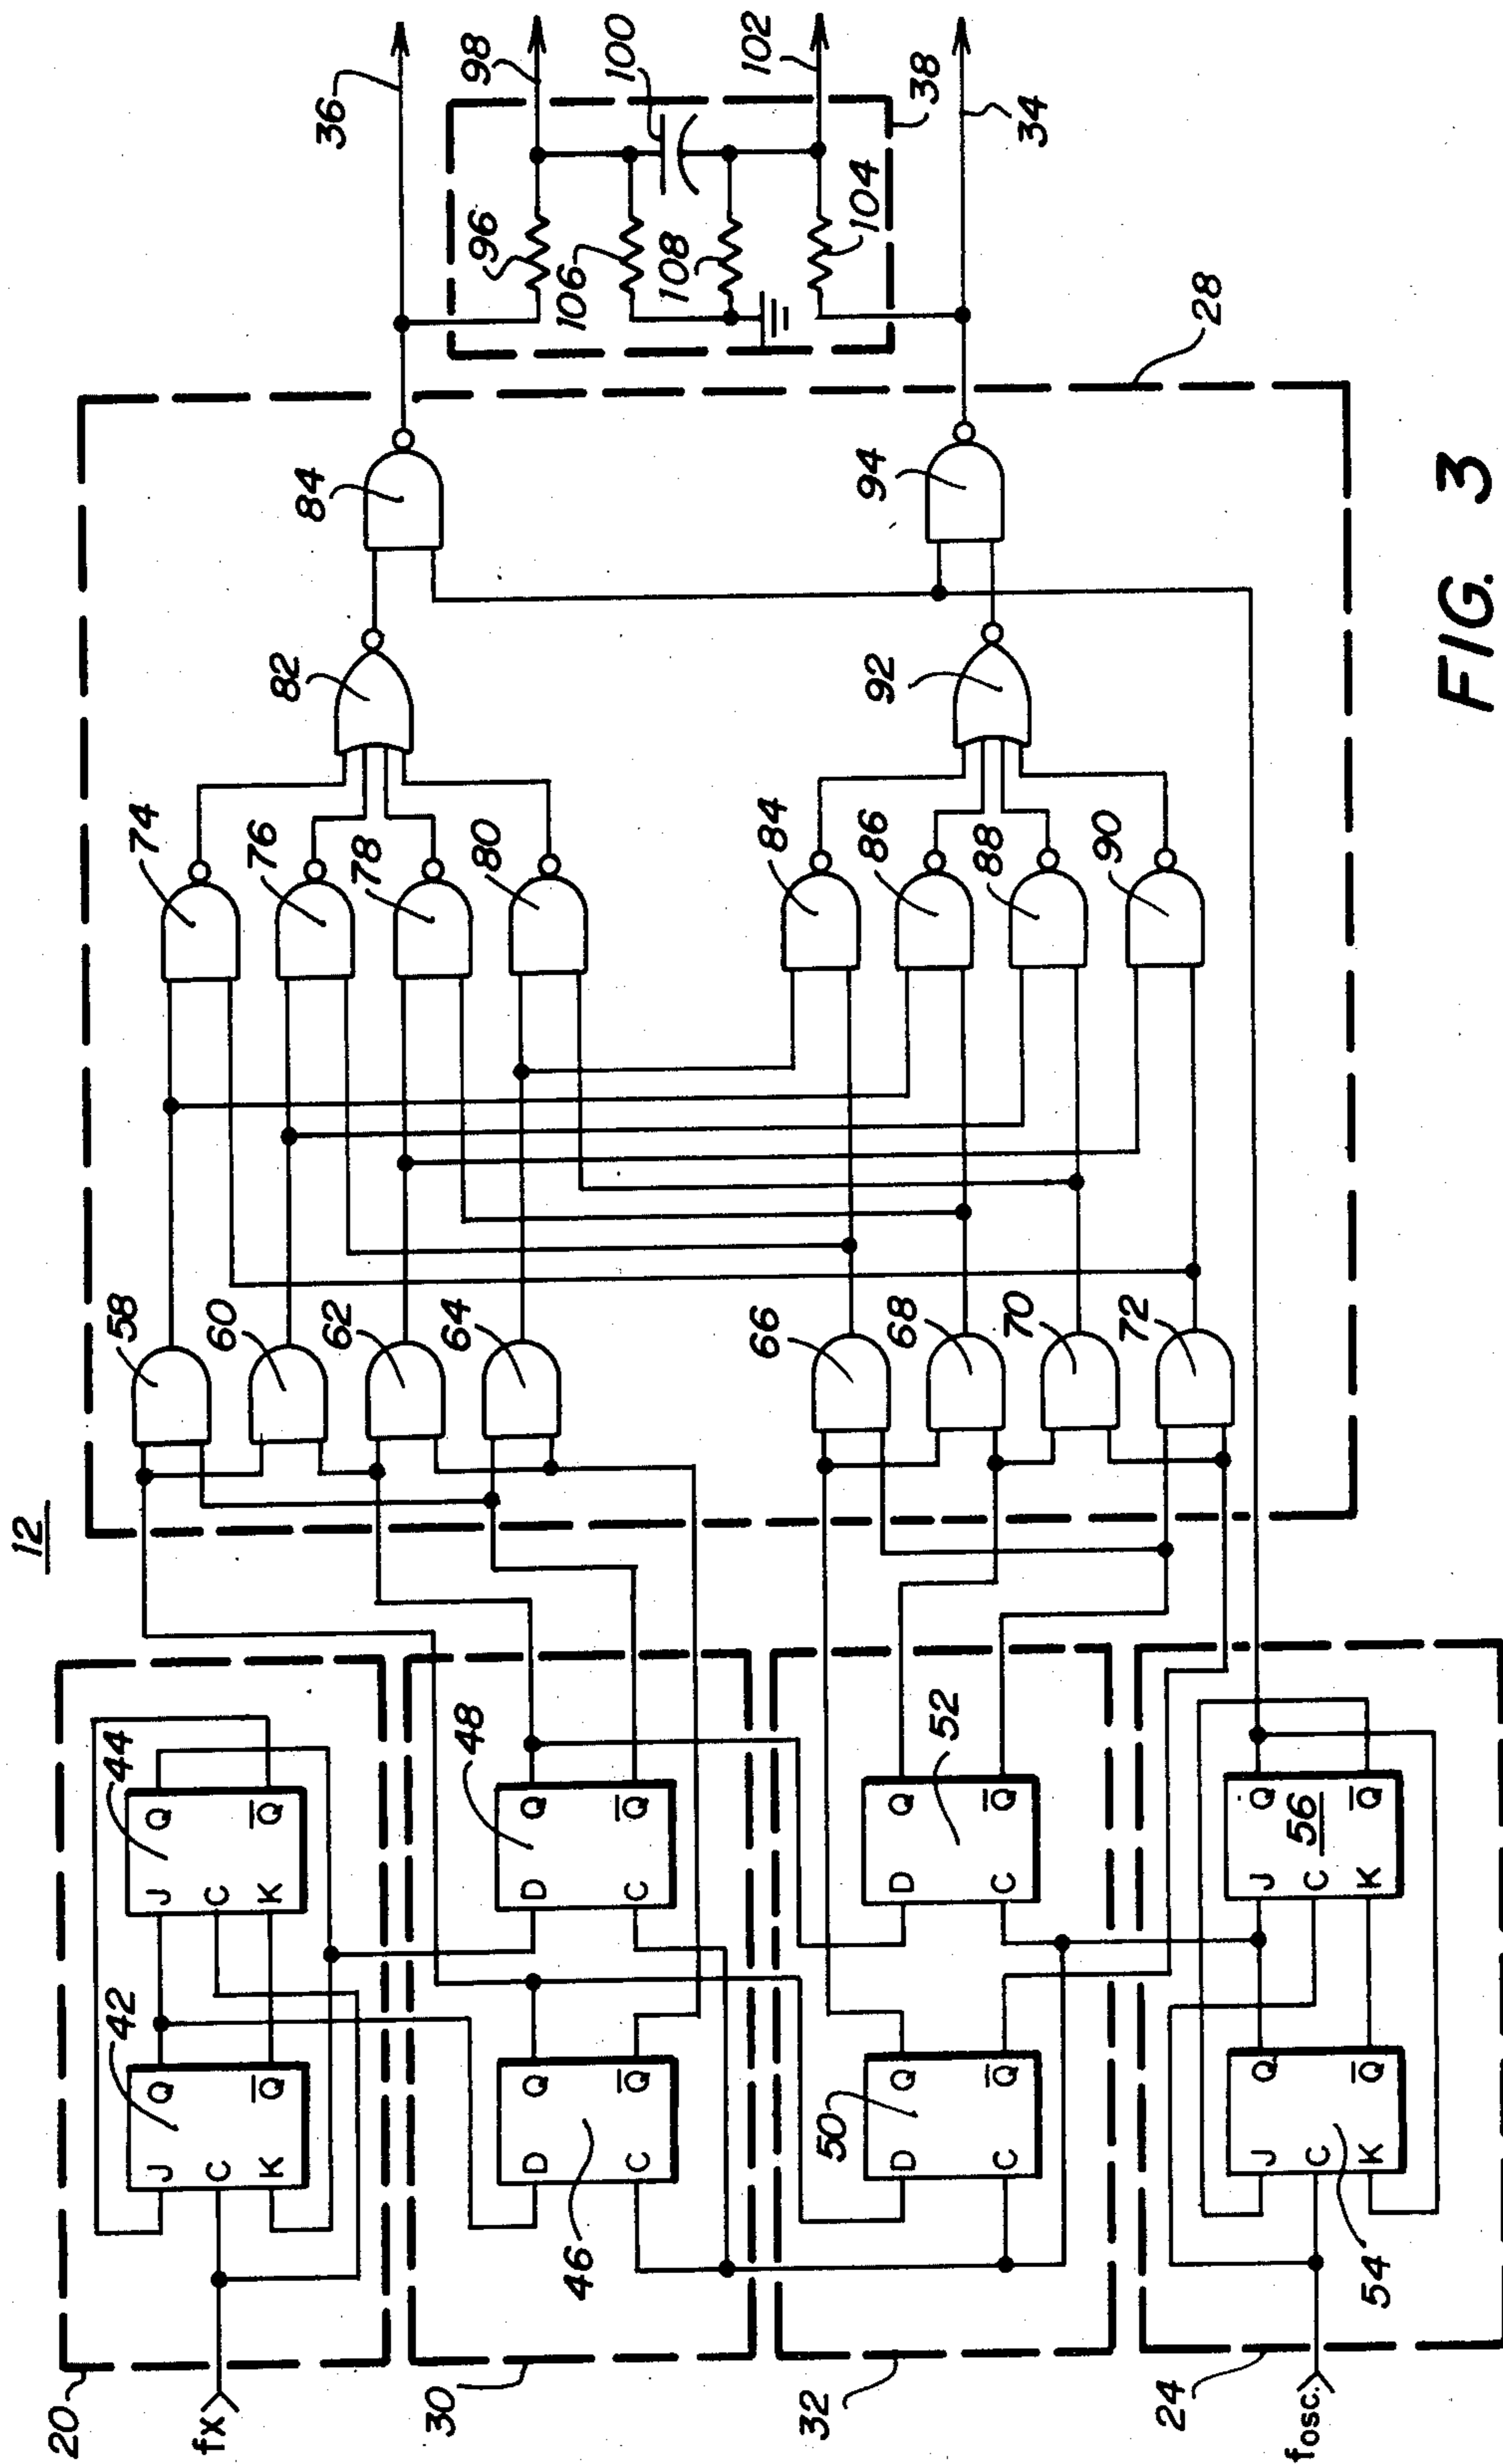 12
20
fx
42
J
C
K
Q
Q̅
44
J
C
K
Q
Q̅
30
46
D
C
Q
Q̅
48
D
C
Q
Q̅
32
50
D
C
Q
Q̅
52
D
C
Q
Q̅
24
fosc.
54
J
C
K
Q
Q̅
56
J
C
K
Q
Q̅
58
60
62
64
66
68
70
72
74
76
78
80
84
86
88
90
82
92
84
94
28
36
96
98
106
100
108
102
104
38
34
FIG. 3